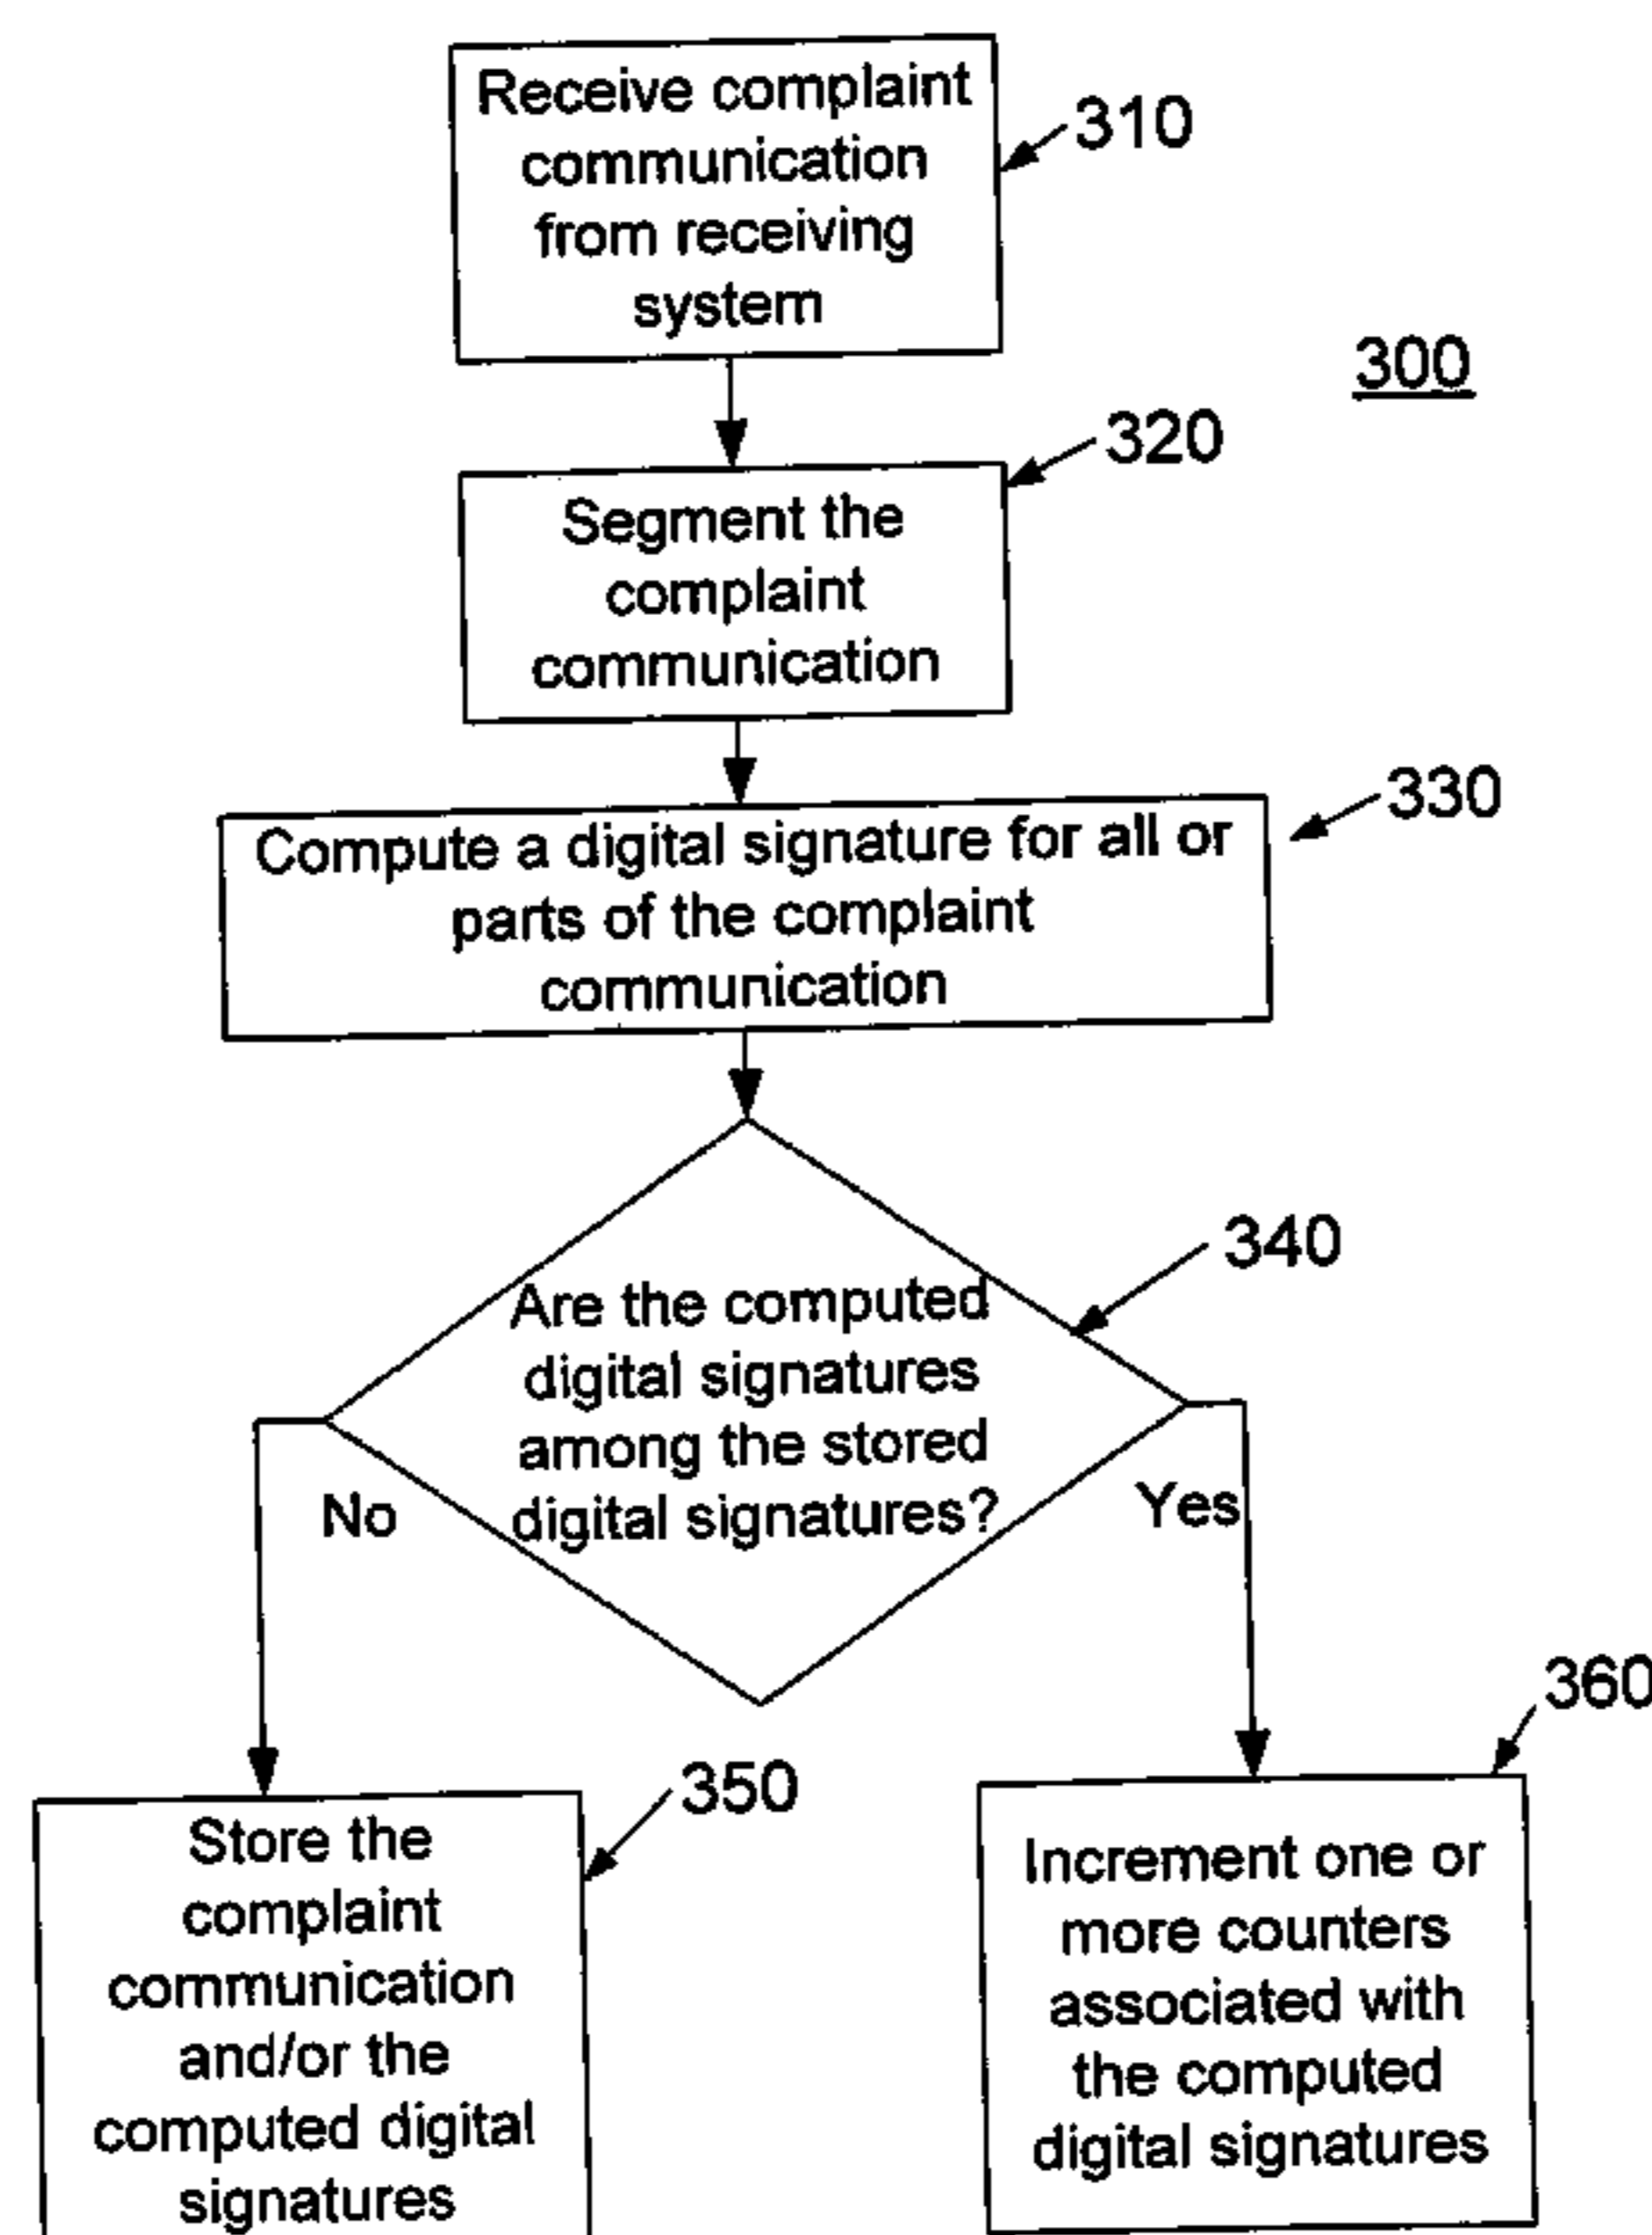 Receive complaint
communication
from receiving
system
310
300
Segment the
complaint
communication
320
Compute a digital signature for all or
parts of the complaint
communication
330
Are the computed
digital signatures
among the stored
digital signatures?
340
No
Yes
Store the
complaint
communication
and/or the
computed digital
signatures
350
Increment one or
more counters
associated with
the computed
digital signatures
360